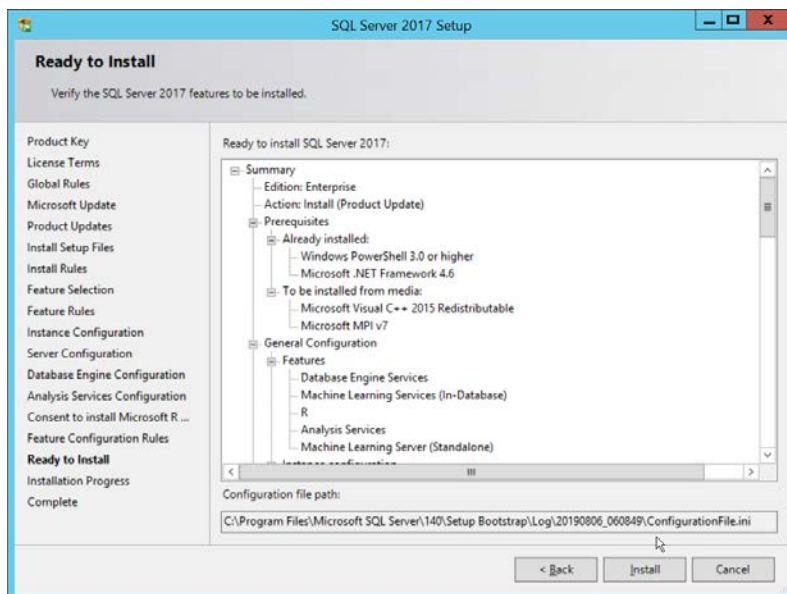 SQL Server 2017 Setup
Ready to Install
Verify the SQL Server 2017 features to be installed.
Product Key
License Terms
Global Rules
Microsoft Update
Product Updates
Install Setup Files
Install Rules
Feature Selection
Feature Rules
Instance Configuration
Server Configuration
Database Engine Configuration
Analysis Services Configuration
Consent to install Microsoft R ...
Feature Configuration Rules
Ready to Install
Installation Progress
Complete
Ready to install SQL Server 2017:
Summary
Edition: Enterprise
Action: Install (Product Update)
Prerequisites
Already installed:
Windows PowerShell 3.0 or higher
Microsoft .NET Framework 4.6
To be installed from media:
Microsoft Visual C++ 2015 Redistributable
Microsoft MPI v7
General Configuration
Features
Database Engine Services
Machine Learning Services (In-Database)
R
Analysis Services
Machine Learning Server (Standalone)
Instance configuration
Configuration file path:
C:\Program Files\Microsoft SQL Server\140\Setup Bootstrap\Log\20190806_060849\ConfigurationFile.ini
< Back
Install
Cancel